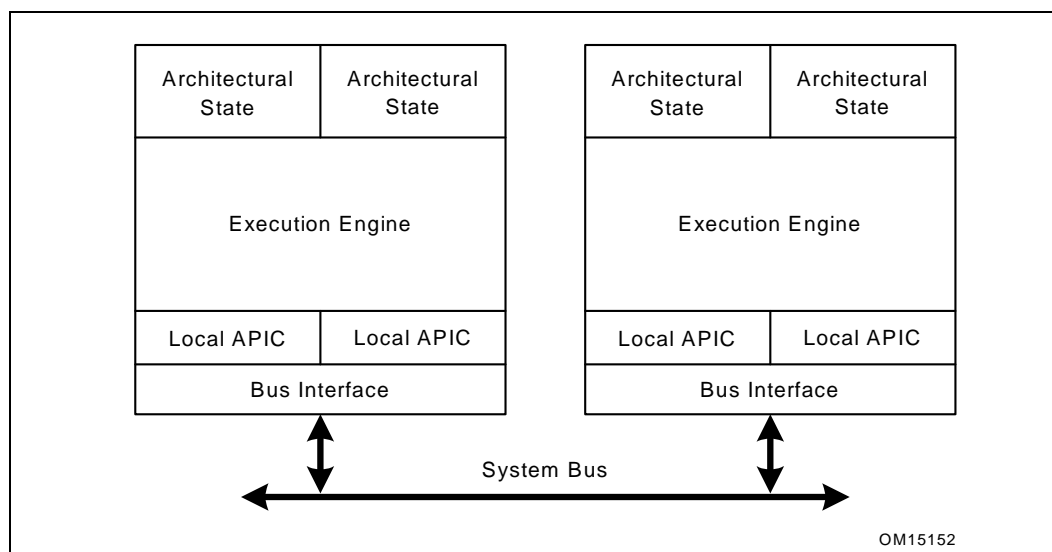 Architectural
State
Architectural
State
Architectural
State
Architectural
State
Execution Engine
Execution Engine
Local APIC
Local APIC
Local APIC
Local APIC
Bus Interface
Bus Interface
System Bus
OM15152